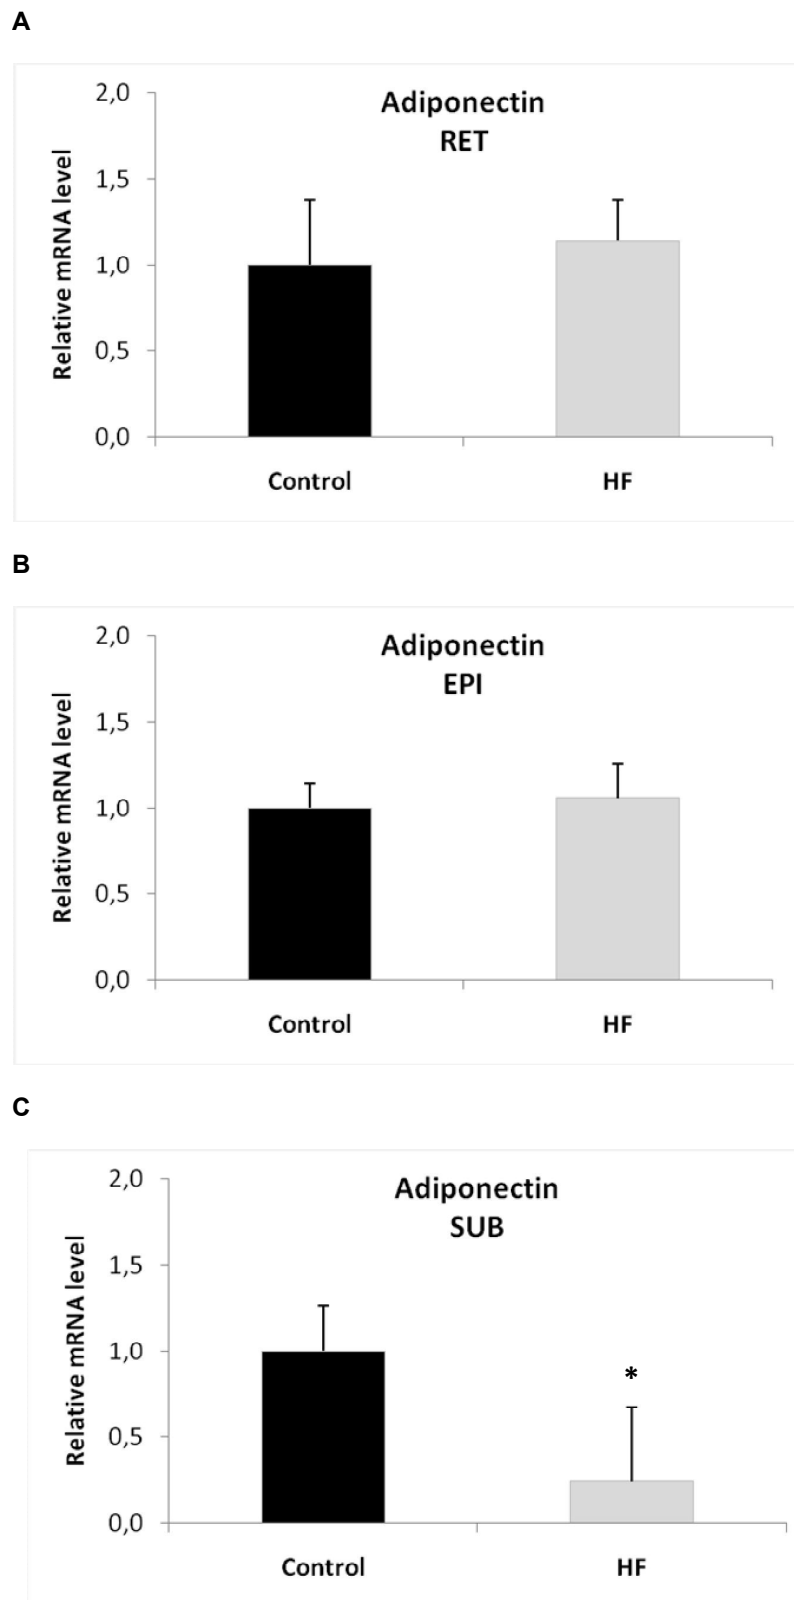 A
Adiponectin
RET
Relative mRNA level
2,0
1,5
1,0
0,5
0,0
Control HF
B
Adiponectin
EPI
Relative mRNA level
2,0
1,5
1,0
0,5
0,0
Control HF
C
Adiponectin
SUB
Relative mRNA level
2,0
1,5
1,0
*
0,5
0,0
Control HF